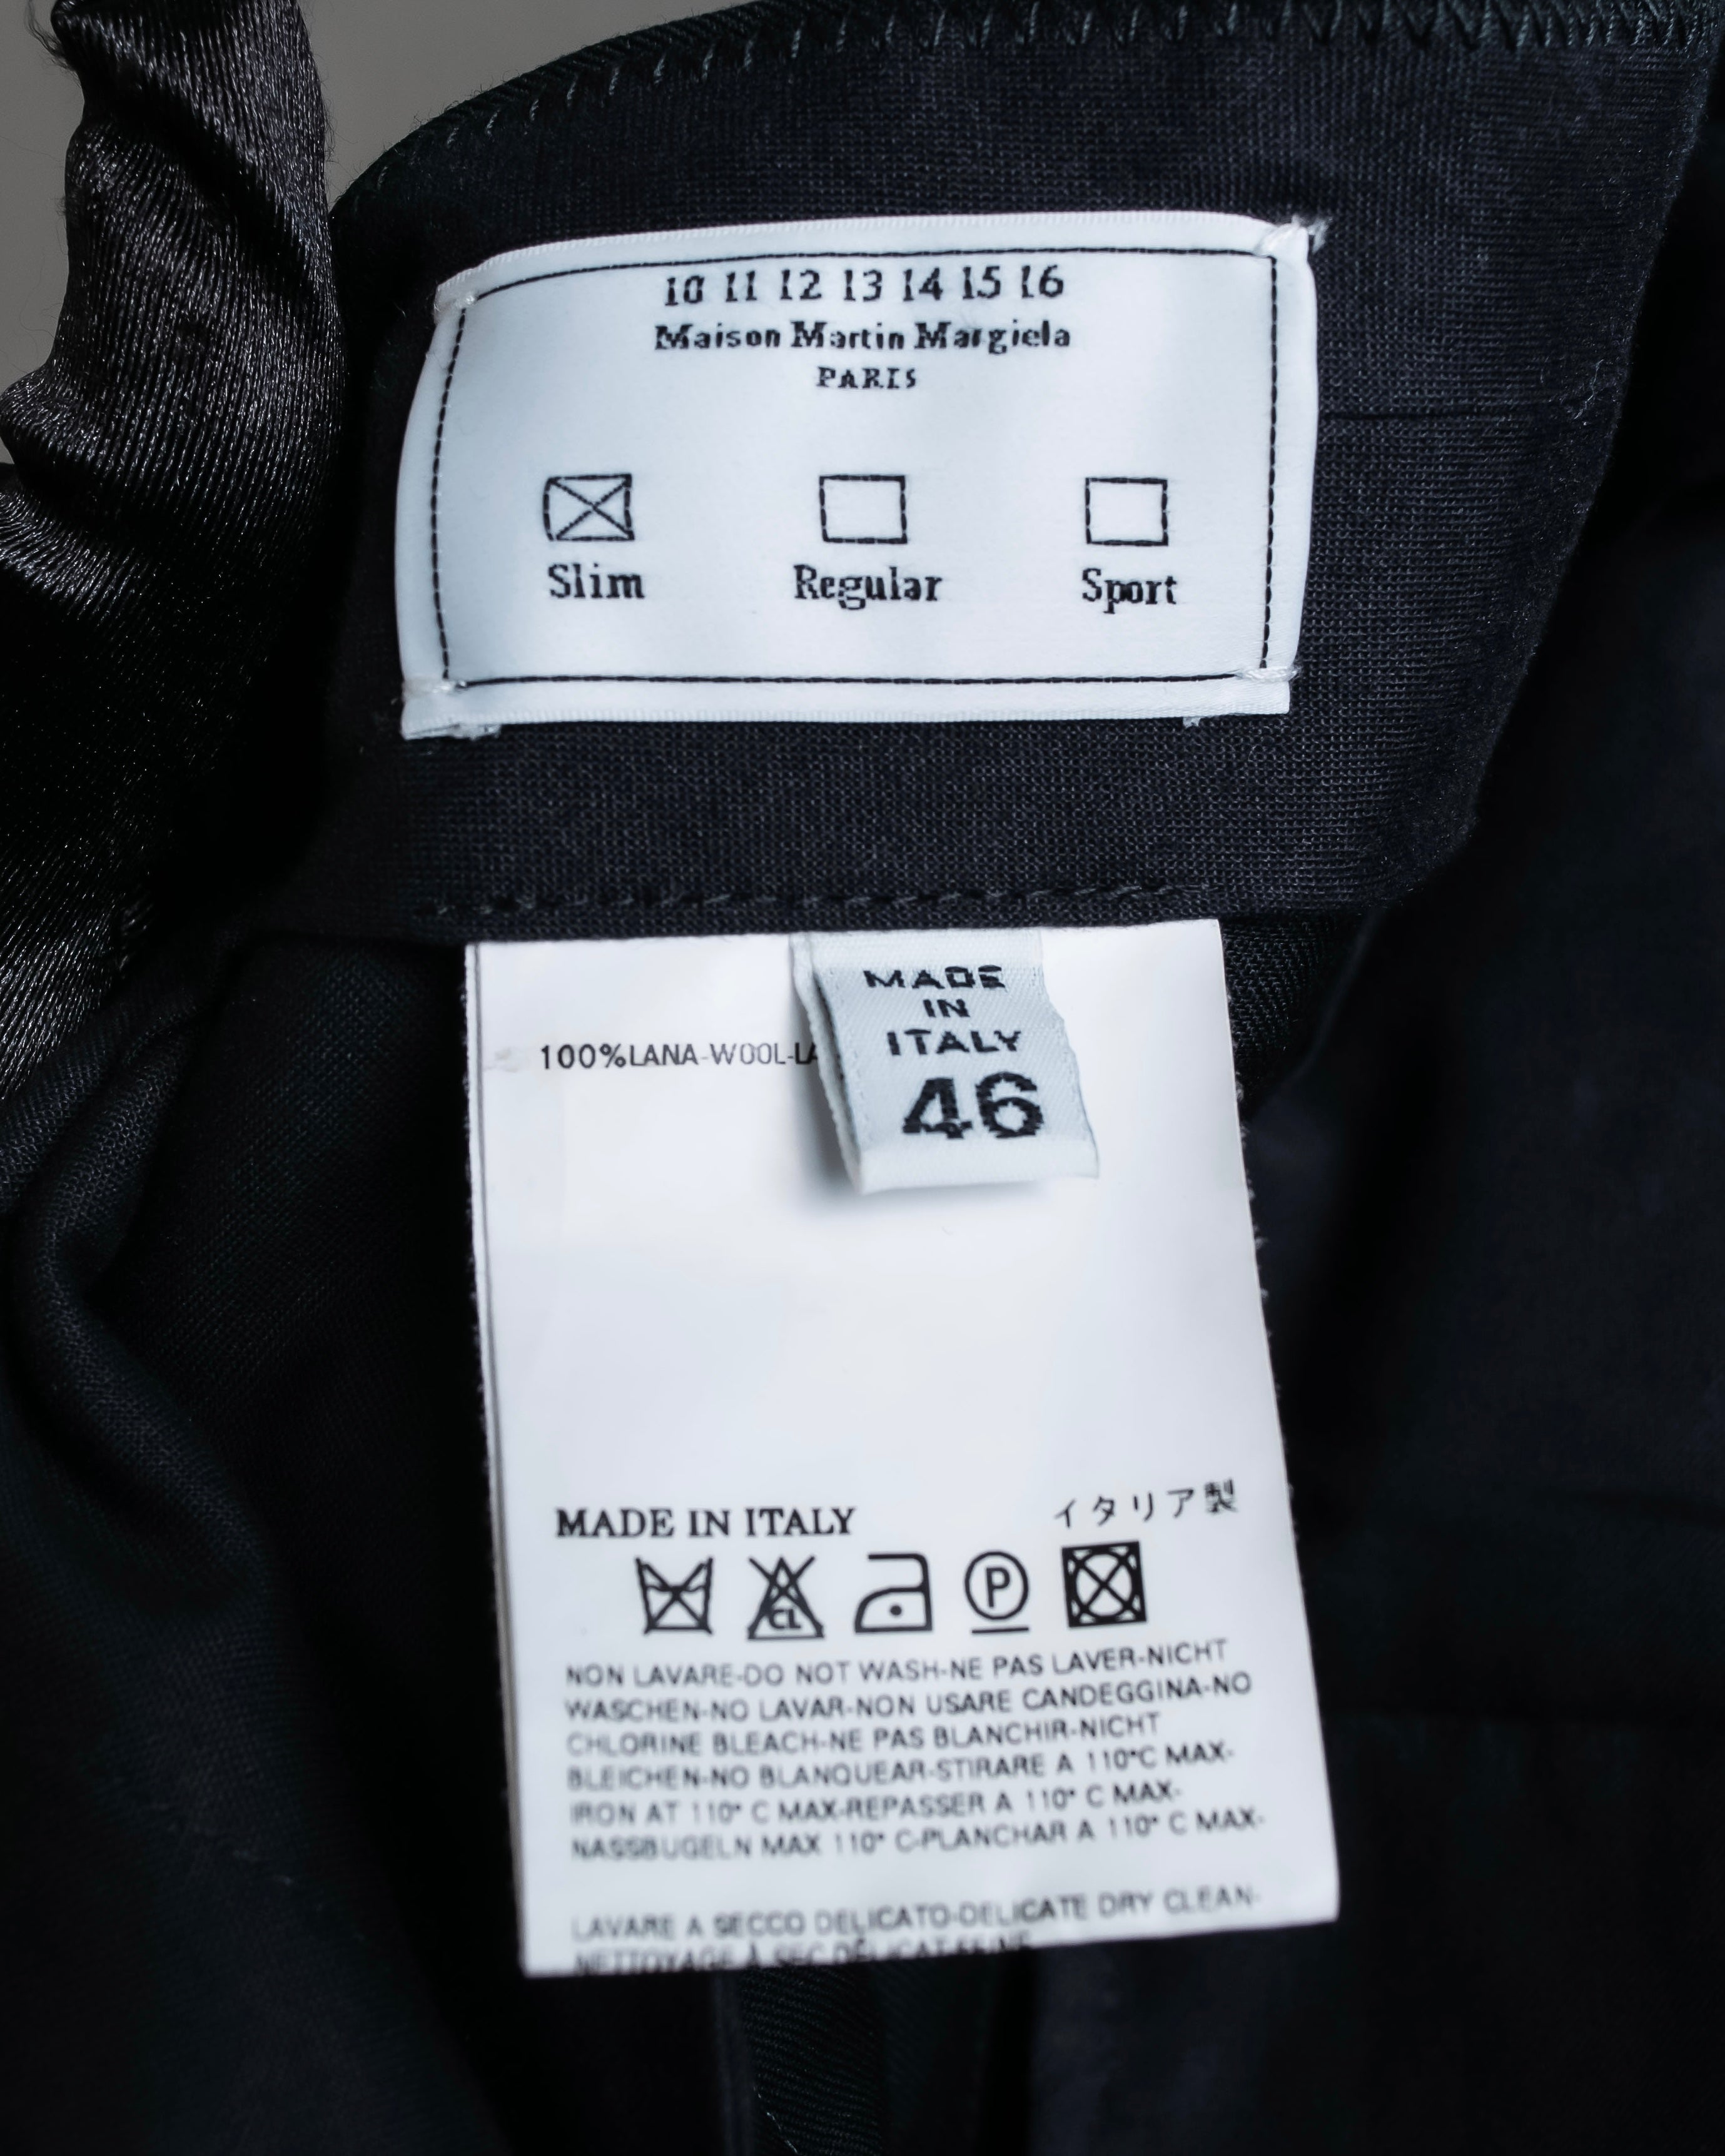 10 11 12 13 14 15 16
Maison Martin Margiela
PARIS
Slim Regular Sport
MADE
IN
ITALY
46
100%LANA-WOOL-LA
MADE IN ITALY イタリア製
CL P
NON LAVARE-DO NOT WASH-NE PAS LAVER-NICHT
WASCHEN-NO LAVAR-NON USARE CANDEGGINA-NO
CHLORINE BLEACH-NE PAS BLANCHIR-NICHT
BLEICHEN-NO BLANQUEAR-STIRARE A 110°C MAX-
IRON AT 110° C MAX-REPASSER A 110° C MAX-
NASSBUGELN MAX 110° C-PLANCHAR A 110° C MAX-
LAVARE A SECCO DELICATO-DELICATE DRY CLEAN-
NETTOYAGE À SEC DÉLICAT